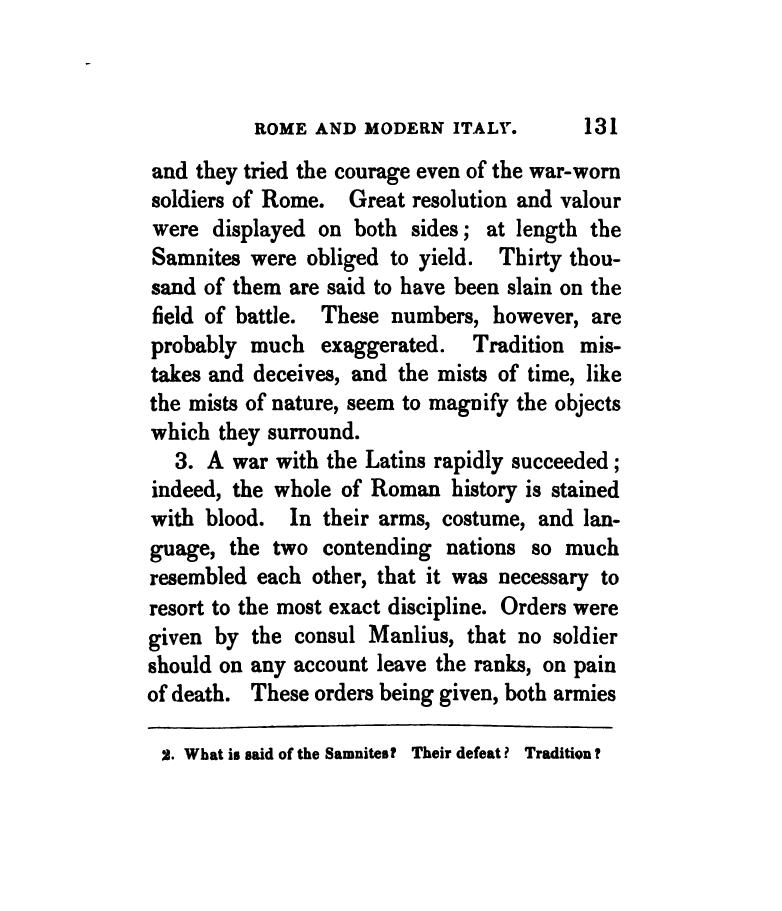 ROME AND MODERN ITALY. 131
and they tried the courage even of the war-worn
soldiers of Rome. Great resolution and valour
were displayed on both sides; at length the
Samnites were obliged to yield. Thirty thou-
sand of them are said to have been slain on the
field of battle. These numbers, however, are
probably much exaggerated. Tradition mis-
takes and deceives, and the mists of time, like
the mists of nature, seem to magnify the objects
which they surround.
3. A war with the Latins rapidly succeeded;
indeed, the whole of Roman history is stained
with blood. In their arms, costume, and lan-
guage, the two contending nations so much
resembled each other, that it was necessary to
resort to the most exact discipline. Orders were
given by the consul Manlius, that no soldier
should on any account leave the ranks, on pain
of death. These orders being given, both armies
2. What is said of the Samnites? Their defeat? Tradition?